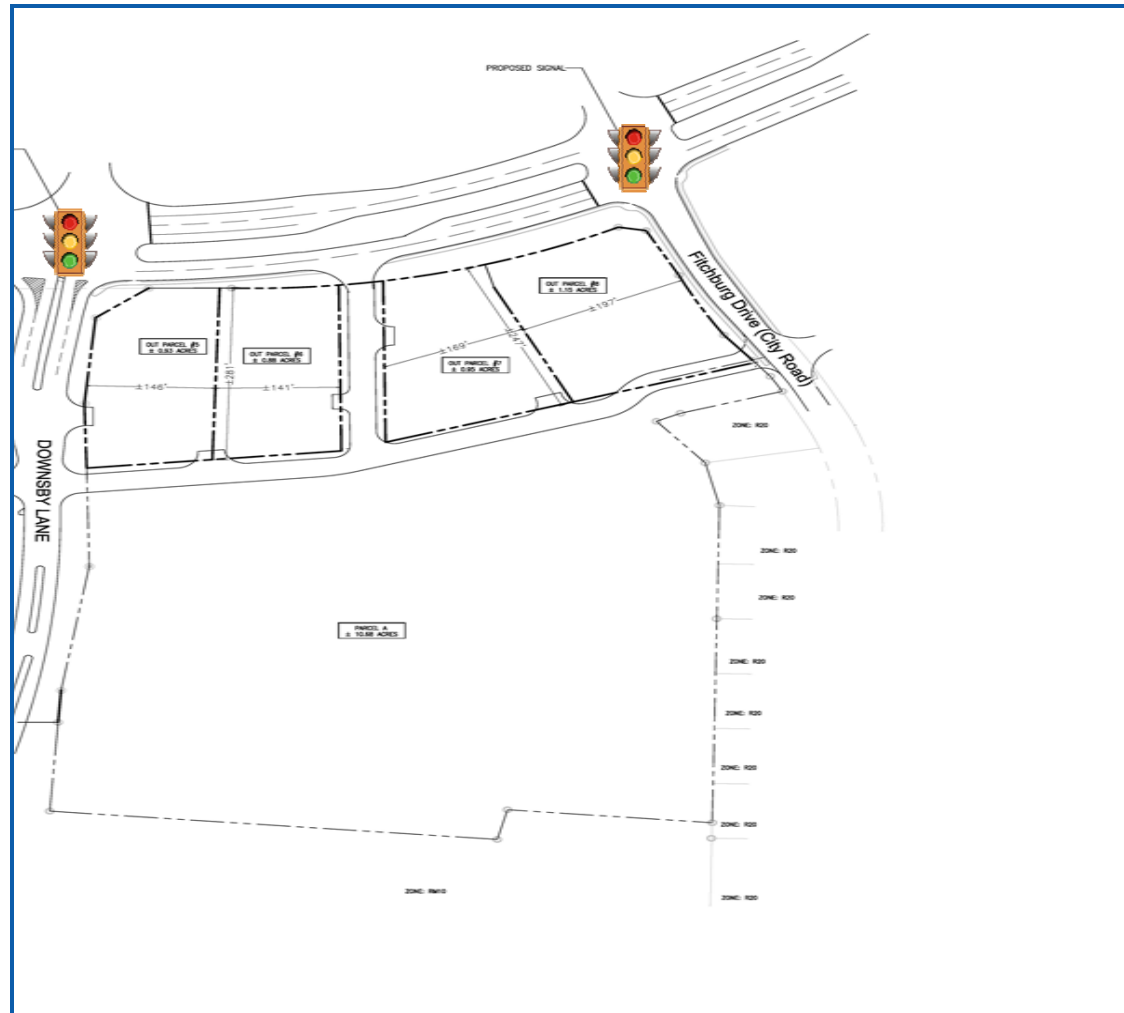 PROPOSED SIGNAL
Fitchburg Drive (City Road)
OUT PARCEL #8
± 1.15 ACRES
±197'
OUT PARCEL #5
± 0.93 ACRES
OUT PARCEL #6
± 0.88 ACRES
±169'
±247'
OUT PARCEL #7
± 0.95 ACRES
±146'
±281'
±141'
ZONE: R20
DOWNSBY LANE
ZONE: R20
ZONE: R20
PARCEL A
± 10.68 ACRES
ZONE: R20
ZONE: R20
ZONE: R20
ZONE: R20
ZONE: RM10
ZONE: R20